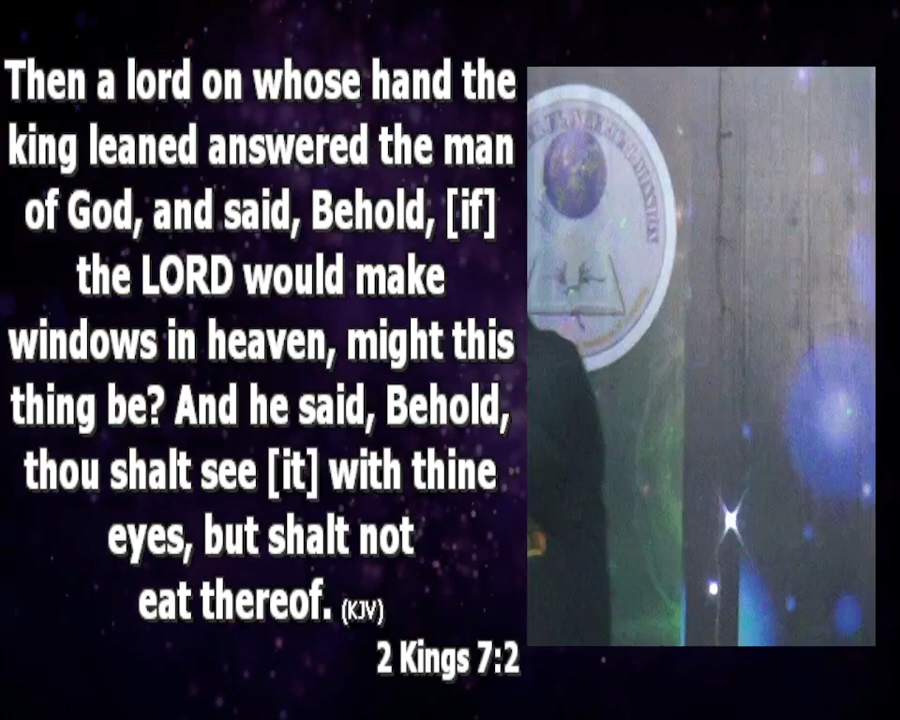 Then a lord on whose hand the
king leaned answered the man
of God, and said, Behold, [if]
the LORD would make
windows in heaven, might this
thing be? And he said, Behold,
thou shalt see [it] with thine
eyes, but shalt not
eat thereof. (KJV)
2 Kings 7:2